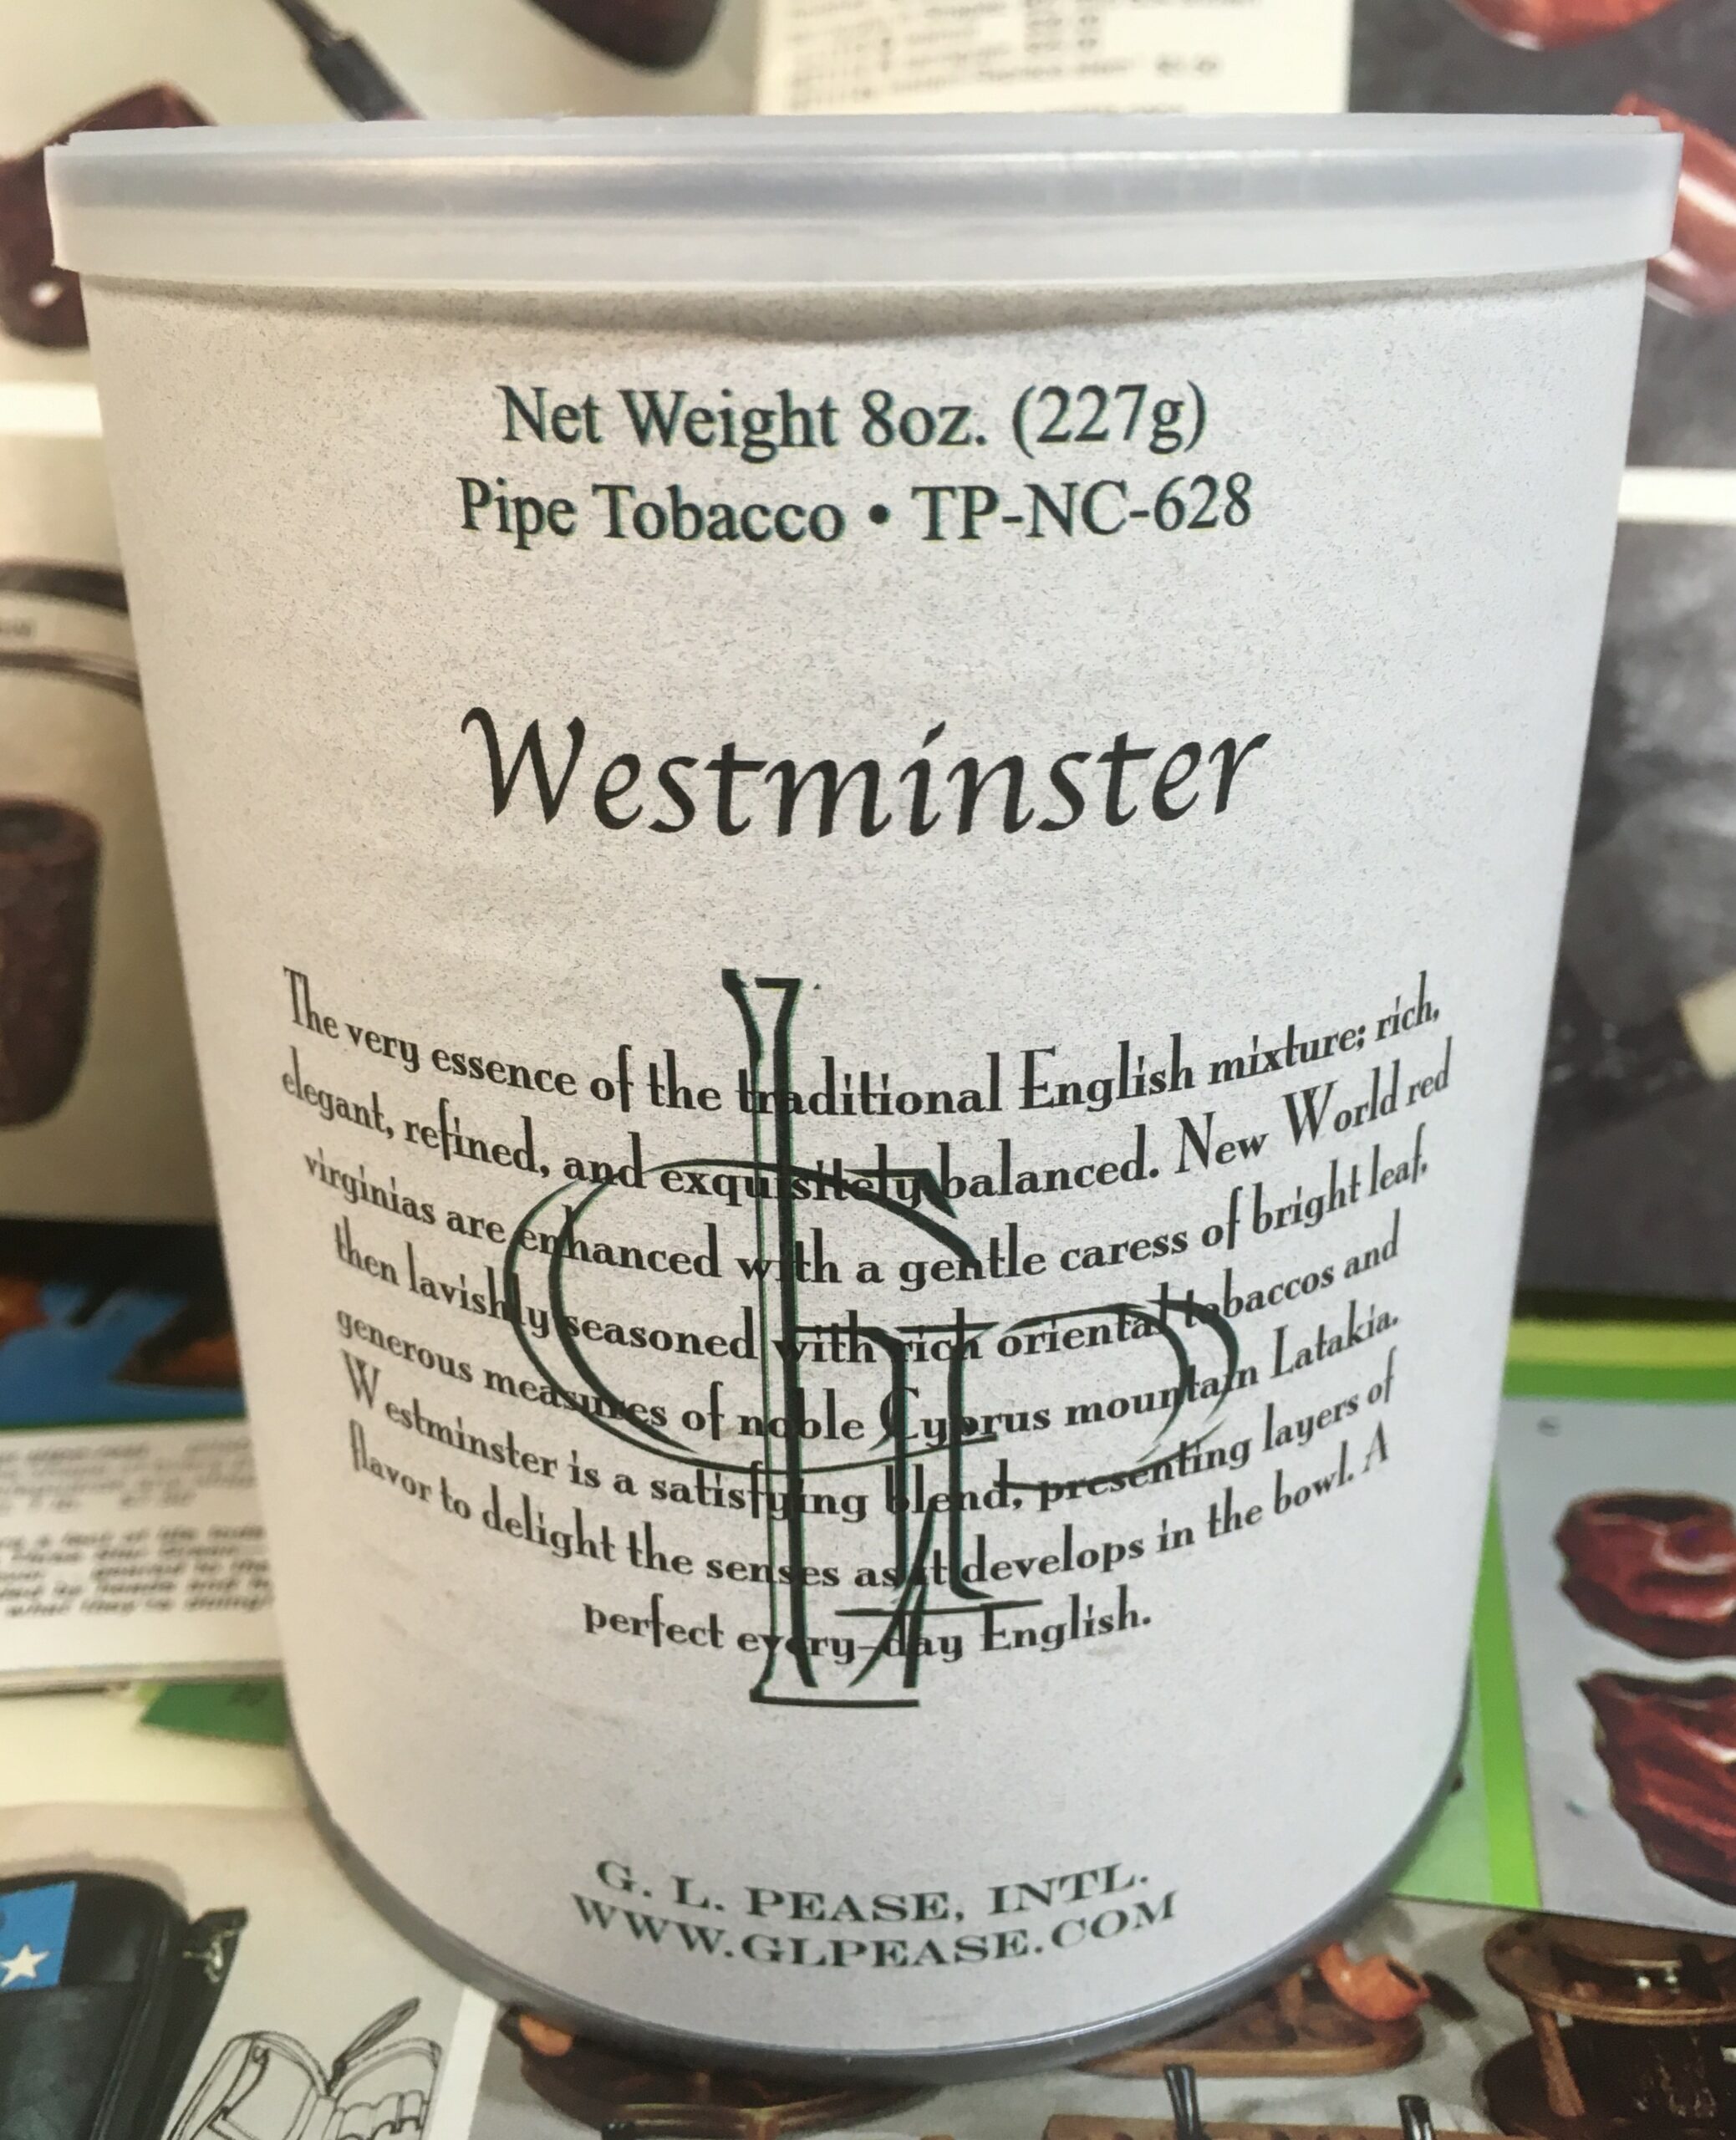 Net Weight 8oz. (227g)
Pipe Tobacco • TP-NC-628
Westminster
The very essence of the traditional English mixture; rich,
elegant, refined, and exquisitely balanced. New World red
virginias are enhanced with a gentle caress of bright leaf,
then lavishly seasoned with rich oriental tobaccos and
generous measures of noble Cyprus mountain Latakia.
Westminster is a satisfying blend, presenting layers of
flavor to delight the senses as it develops in the bowl. A
perfect every-day English.
G. L. PEASE, INTL.
WWW.GLPEASE.COM